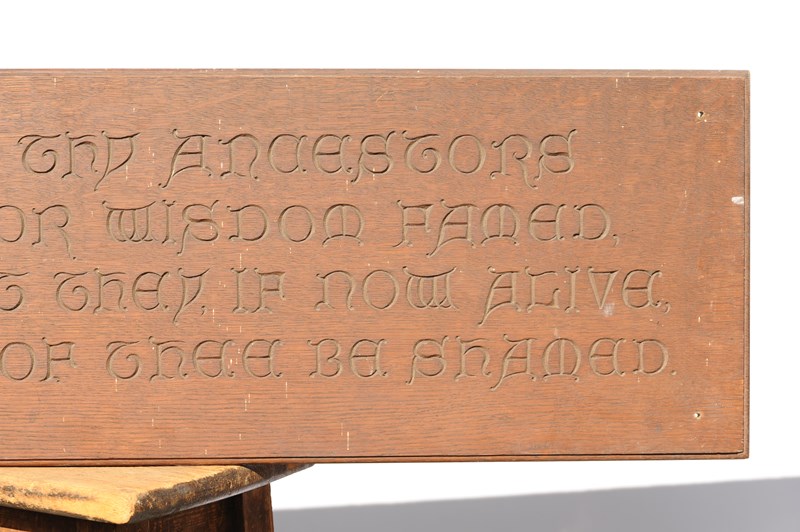 THY ANCESTORS
OR WISDOM FAMED,
T THEY, IF NOW ALIVE,
OF THEE BE SHAMED.